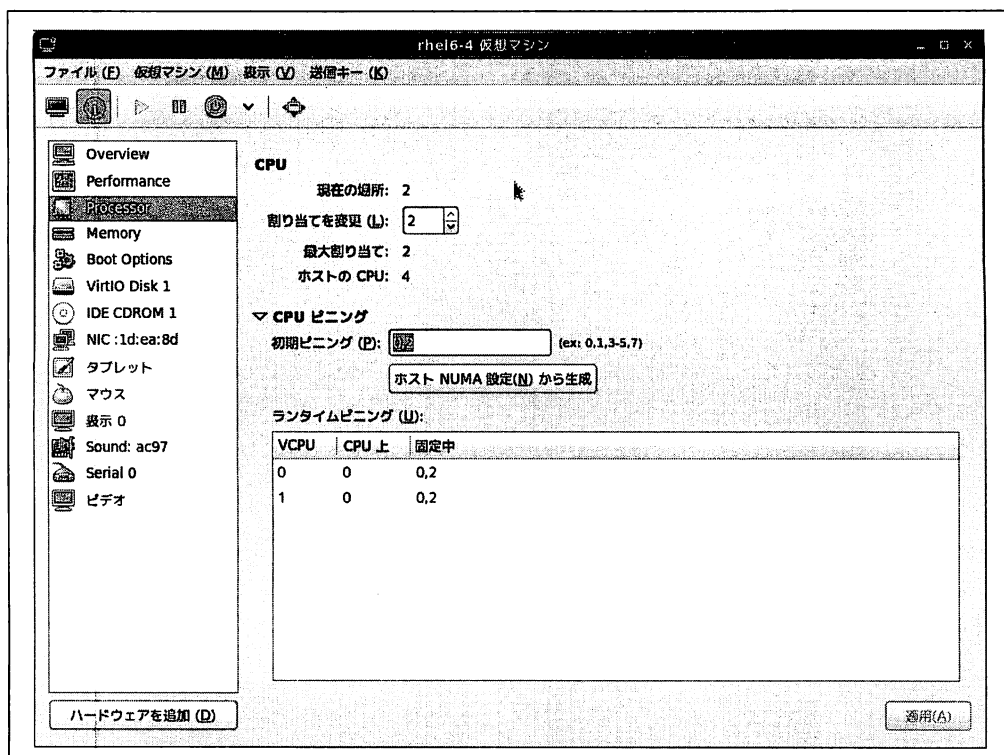 rhel6-4 仮想マシン
ファイル (F) 仮想マシン (M) 表示 (V) 送信キー (K)
Overview
Performance
Processor
Memory
Boot Options
VirtIO Disk 1
IDE CDROM 1
NIC :1d:ea:8d
タブレット
マウス
表示 0
Sound: ac97
Serial 0
ビデオ
ハードウェアを追加 (D)
CPU
現在の場所: 2
割り当てを変更 (L): 2
最大割り当て: 2
ホストの CPU: 4
CPU ピニング
初期ピニング (P): 0,2 (ex: 0,1,3-5,7)
ホスト NUMA 設定(N) から生成
ランタイムピニング (U):
VCPU CPU 上 固定中
0 0 0,2
1 0 0,2
適用(A)